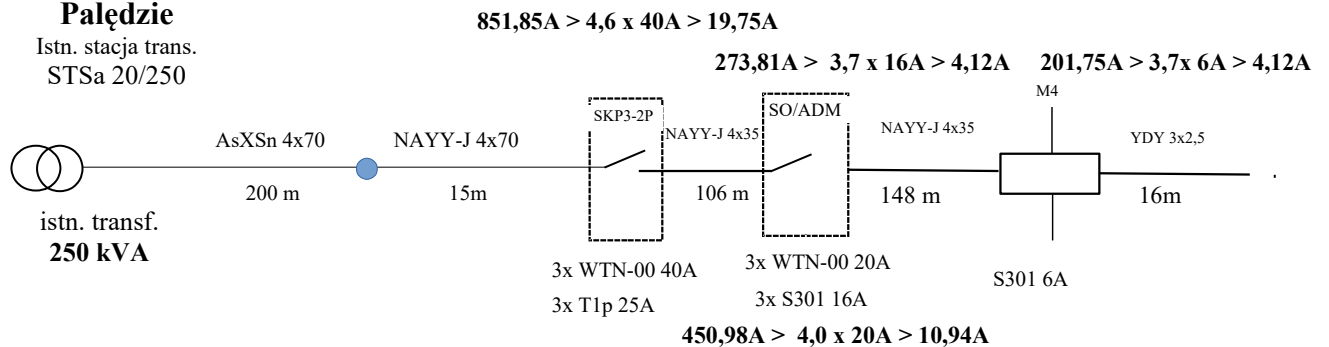 Palędzie
Istn. stacja trans.
STSa 20/250
851,85A > 4,6 x 40A > 19,75A
273,81A > 3,7 x 16A > 4,12A
201,75A > 3,7x 6A > 4,12A
M4
SKP3-2P
SO/ADM
AsXSn 4x70
NAYY-J 4x70
NAYY-J 4x35
NAYY-J 4x35
YDY 3x2,5
200 m
15m
106 m
148 m
16m
istn. transf.
250 kVA
3x WTN-00 40A
3x T1p 25A
3x WTN-00 20A
3x S301 16A
S301 6A
450,98A > 4,0 x 20A > 10,94A